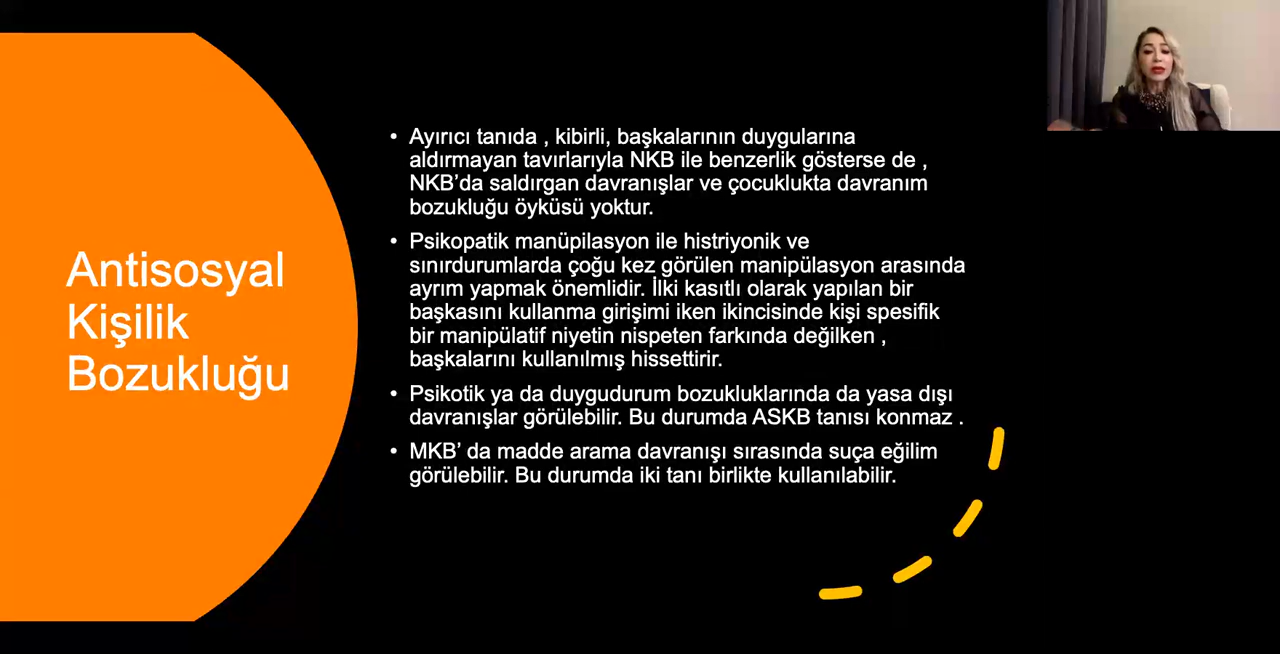 Antisosyal
Kişilik
Bozukluğu
• Ayırıcı tanıda , kibirli, başkalarının duygularına
aldırmayan tavırlarıyla NKB ile benzerlik gösterse de ,
NKB’da saldırgan davranışlar ve çocuklukta davranım
bozukluğu öyküsü yoktur.
• Psikopatik manüpilasyon ile histriyonik ve
sınırdurumlarda çoğu kez görülen manipülasyon arasında
ayrım yapmak önemlidir. İlki kasıtlı olarak yapılan bir
başkasını kullanma girişimi iken ikincisinde kişi spesifik
bir manipülatif niyetin nispeten farkında değilken ,
başkalarını kullanılmış hissettirir.
• Psikotik ya da duygudurum bozukluklarında da yasa dışı
davranışlar görülebilir. Bu durumda ASKB tanısı konmaz .
• MKB’ da madde arama davranışı sırasında suça eğilim
görülebilir. Bu durumda iki tanı birlikte kullanılabilir.